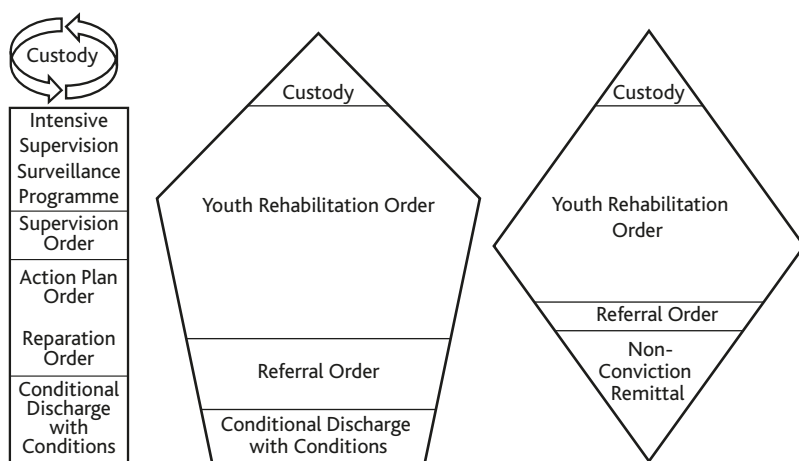 Custody
Intensive
Supervision
Surveillance
Programme
Supervision
Order
Action Plan
Order
Reparation
Order
Conditional
Discharge
with
Conditions
Custody
Youth Rehabilitation Order
Referral Order
Conditional Discharge
with Conditions
Custody
Youth Rehabilitation
Order
Referral Order
Non-
Conviction
Remittal